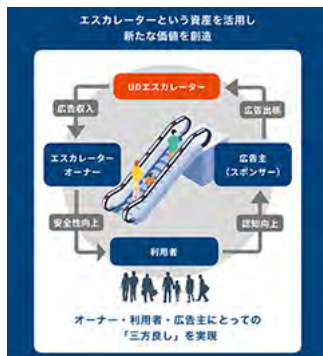 エスカレーターという資産を活用し
新たな価値を創造
UDエスカレーター
広告収入
広告出稿
エスカレーター
オーナー
広告主
(スポンサー)
安全性向上
認知向上
利用者
オーナー・利用者・広告主にとっての
「三方良し」を実現